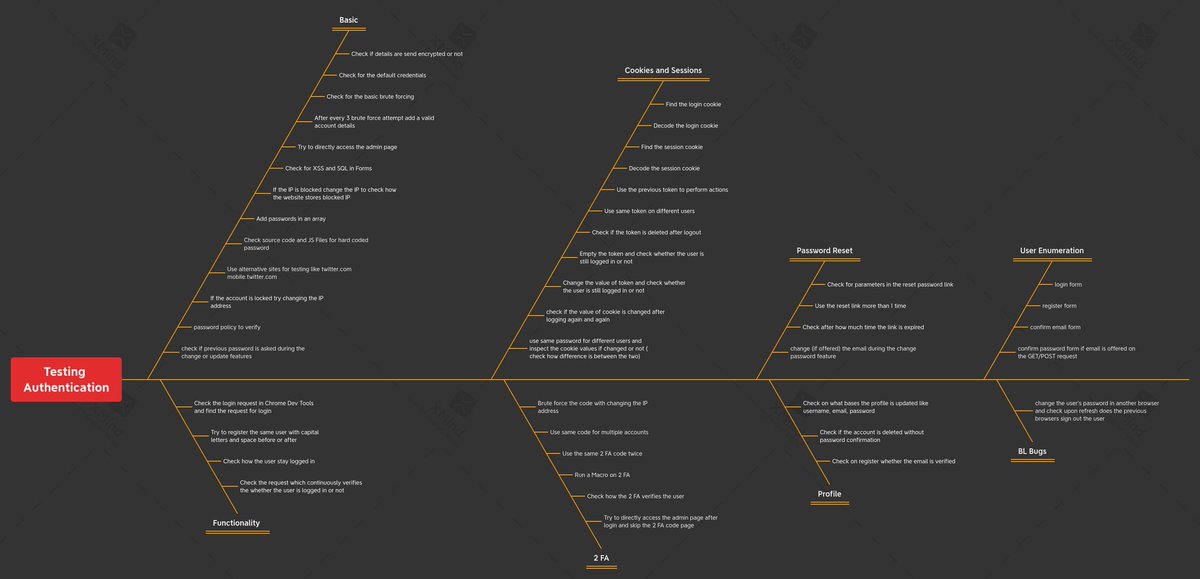 Testing
Authentication
Basic
Check if details are send encrypted or not
Check for the default credentials
Check for the basic brute forcing
After every 3 brute force attempt add a valid
account details
Try to directly access the admin page
Check for XSS and SQL in Forms
If the IP is blocked change the IP to check how
the website stores blocked IP
Add passwords in an array
Check source code and JS Files for hard coded
password
Use alternative sites for testing like twitter.com
mobile.twitter.com
If the account is locked try changing the IP
address
password policy to verify
check if previous password is asked during the
change or update features
Cookies and Sessions
Find the login cookie
Decode the login cookie
Find the session cookie
Decode the session cookie
Use the previous token to perform actions
Use same token on different users
Check if the token is deleted after logout
Empty the token and check whether the user is
still logged in or not
Change the value of token and check whether
the user is still logged in or not
check if the value of cookie is changed after
logging again and again
use same password for different users and
inspect the cookie values if changed or not (
check how difference is between the two)
Password Reset
Check for parameters in the reset password link
Use the reset link more than 1 time
Check after how much time the link is expired
change (if offered) the email during the change
password feature
User Enumeration
login form
register form
confirm email form
confirm password form if email is offered on
the GET/POST request
Check the login request in Chrome Dev Tools
and find the request for login
Try to register the same user with capital
letters and space before or after
Check how the user stay logged in
Check the request which continuously verifies
the whether the user is logged in or not
Functionality
Brute force the code with changing the IP
address
Use same code for multiple accounts
Use the same 2 FA code twice
Run a Macro on 2 FA
Check how the 2 FA verifies the user
Try to directly access the admin page after
login and skip the 2 FA code page
2 FA
Check on what bases the profile is updated like
username, email, password
Check if the account is deleted without
password confirmation
Check on register whether the email is verified
Profile
change the user's password in another browser
and check upon refresh does the previous
browsers sign out the user
BL Bugs